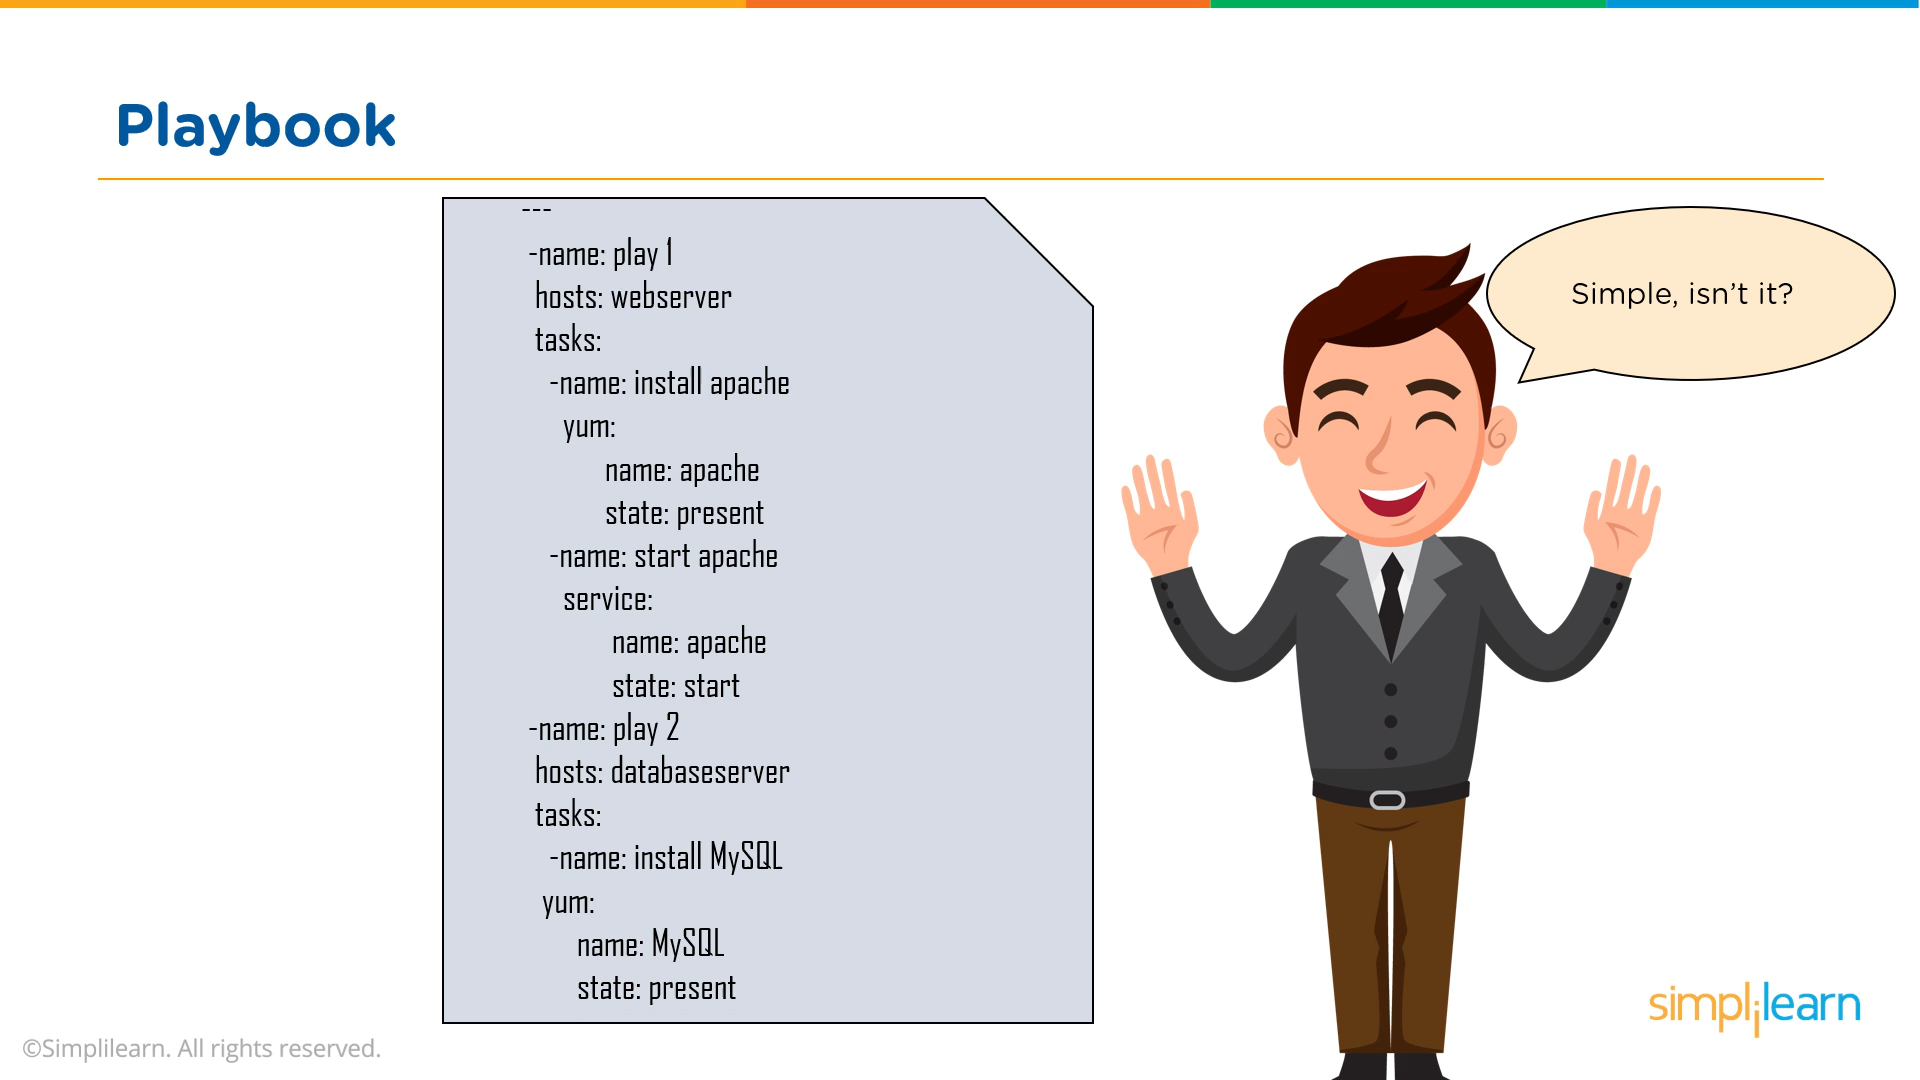 Playbook
---
-name: play 1
hosts: webserver
tasks:
-name: install apache
yum:
name: apache
state: present
-name: start apache
service:
name: apache
state: start
-name: play 2
hosts: databaseserver
tasks:
-name: install MySQL
yum:
name: MySQL
state: present
Simple, isn't it?
simplilearn
©Simplilearn. All rights reserved.